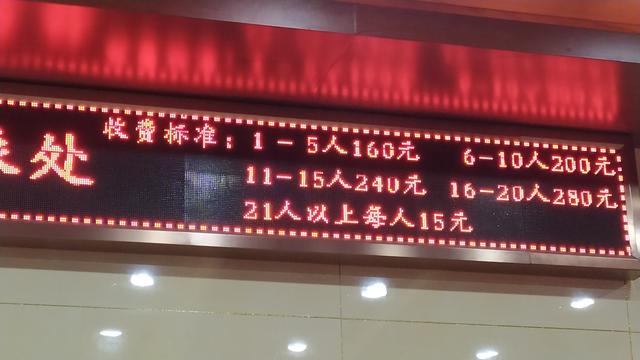 处
收费标准：1-5人160元 6-10人200元
11-15人240元 16-20人280元
21人以上每人15元